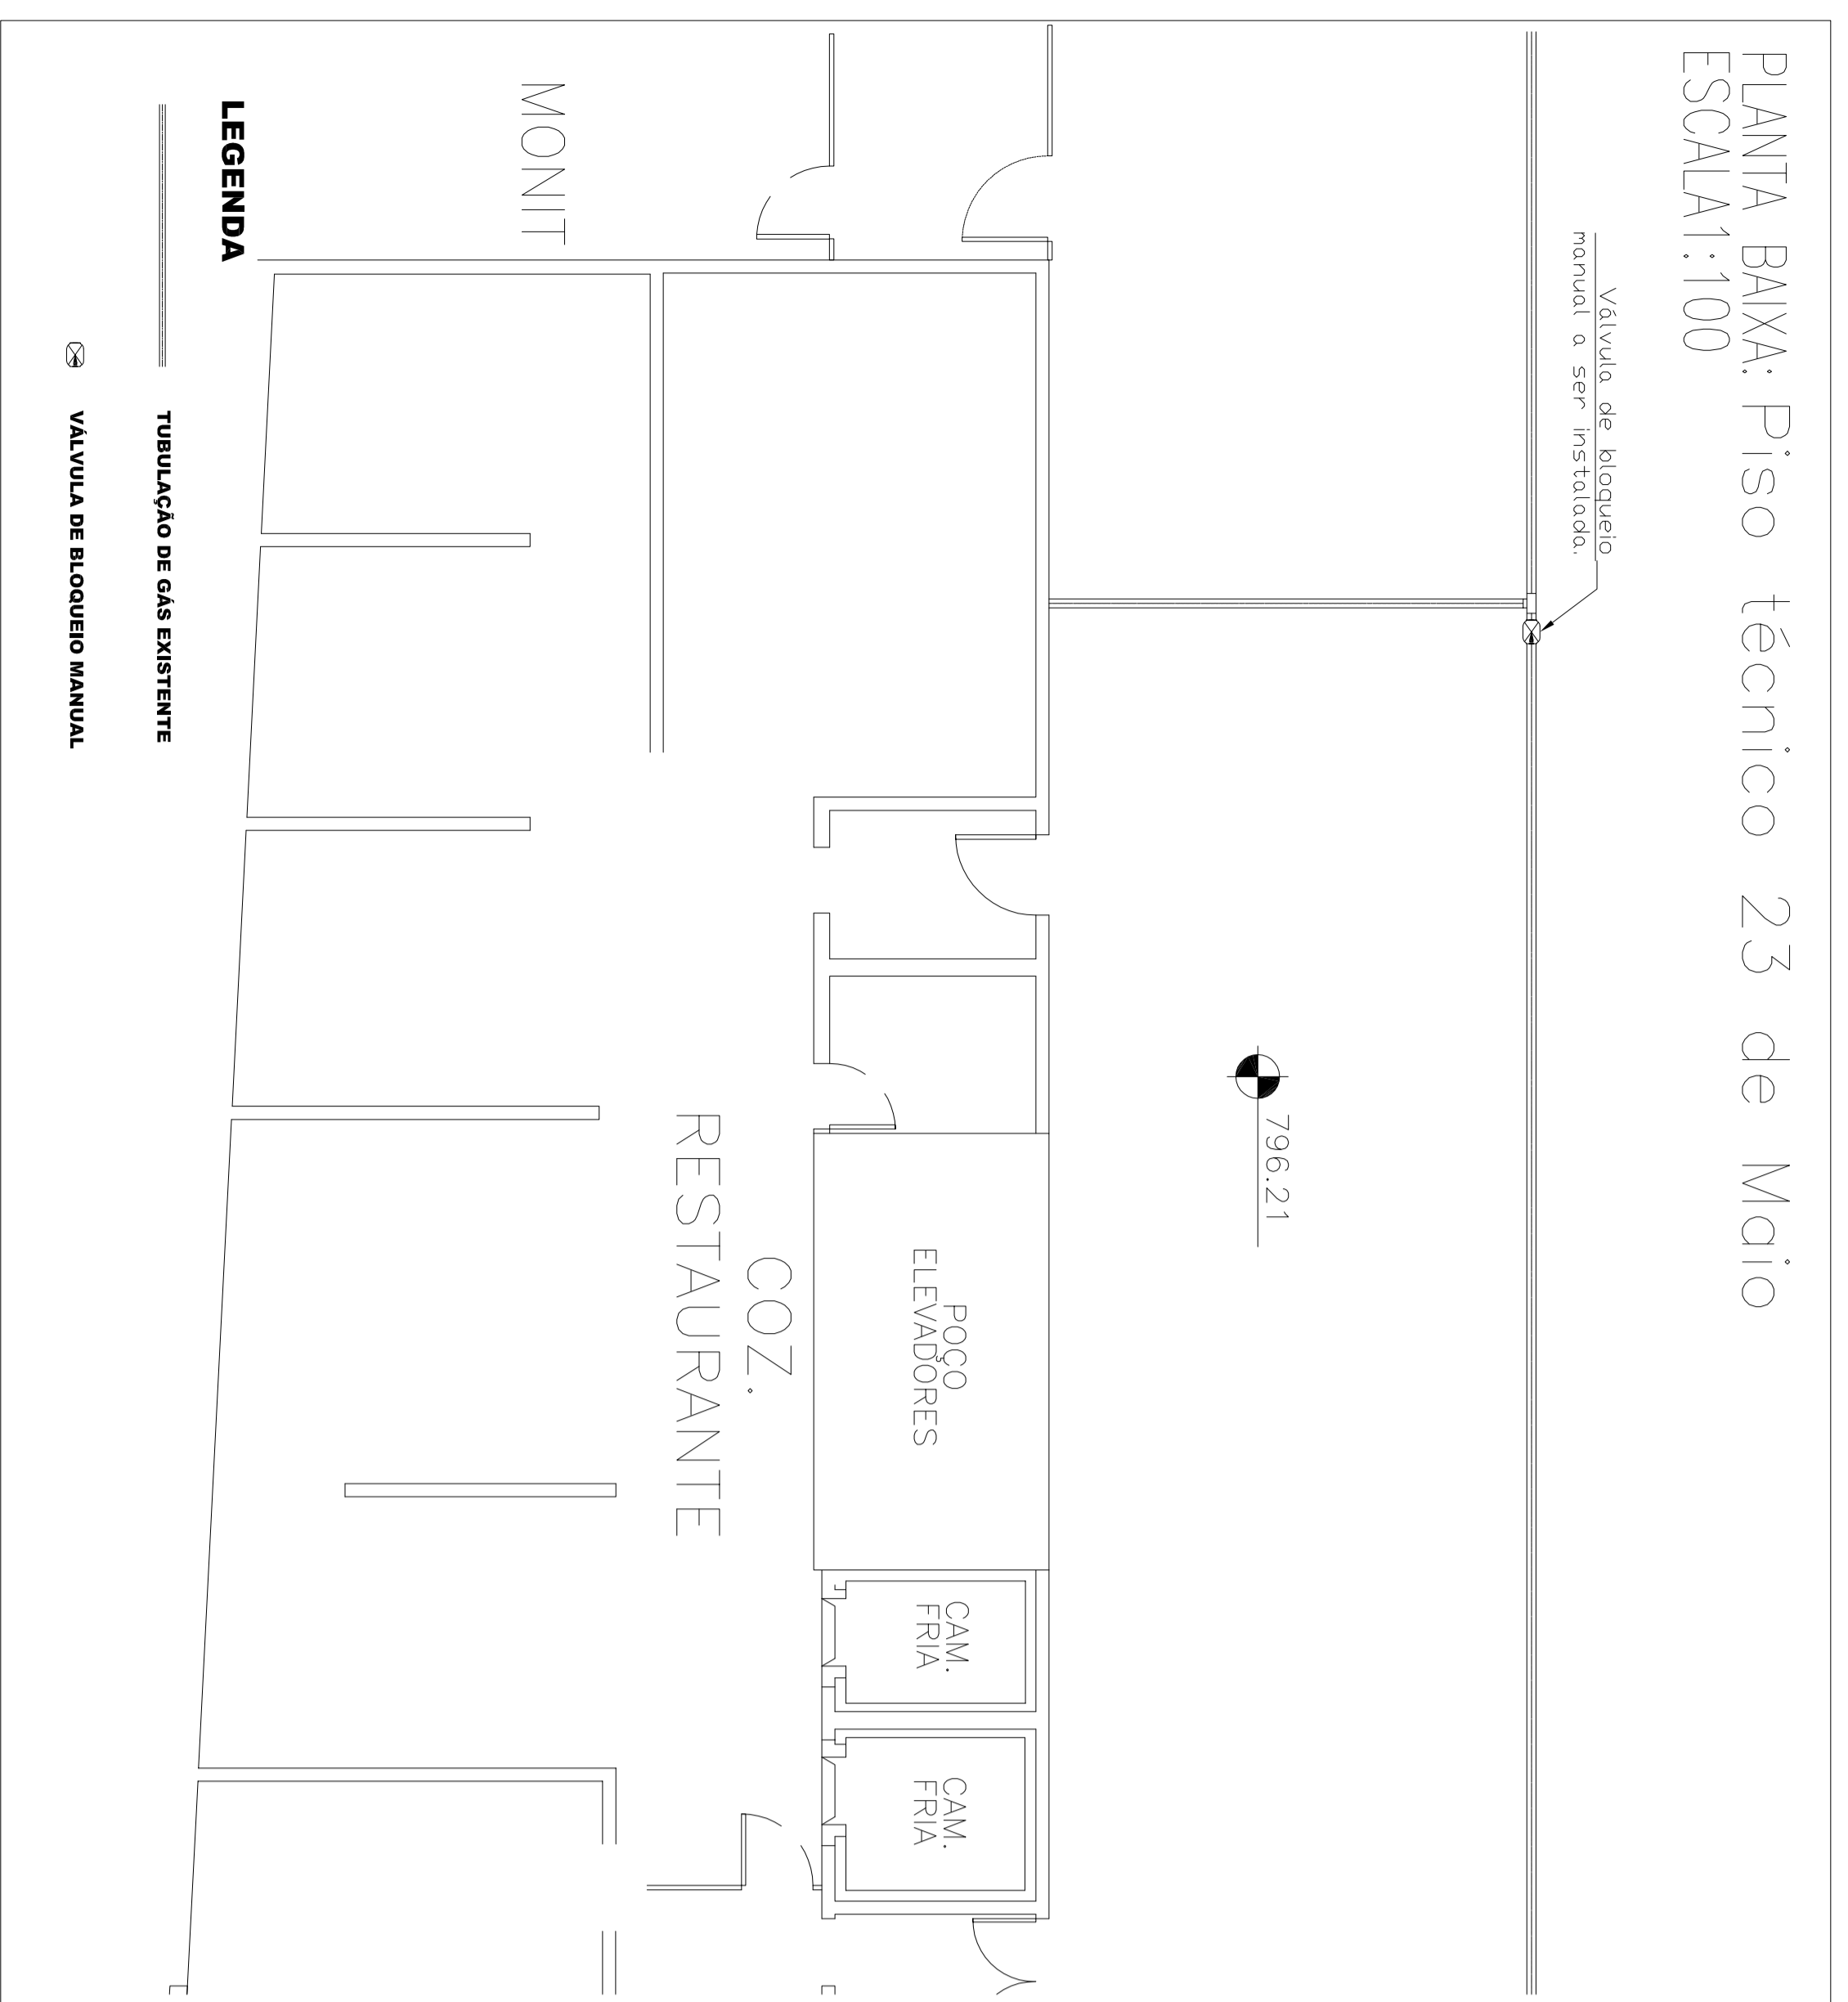 PLANTA BAIXA: Piso técnico 23 de Maio
ESCALA1:100
Válvula de bloqueio
manual a ser instalada.
796.21
POÇO
ELEVADORES
CAM.
FRIA
CAM.
FRIA
COZ.
RESTAURANTE
MONIT
LEGENDA
TUBULAÇÃO DE GÁS EXISTENTE
VÁLVULA DE BLOQUEIO MANUAL